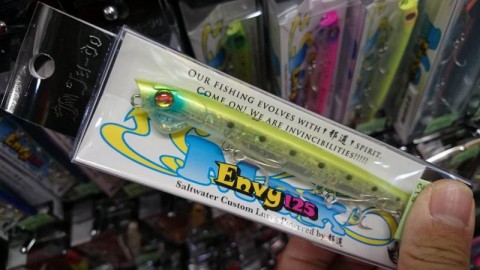 OUR FISHING EVOLVES WITH 邪道 SPIRIT.
COME ON! WE ARE INVINCIBILITIES!!!!!
Envy 125
Saltwater Custom Lures Powered by 邪道